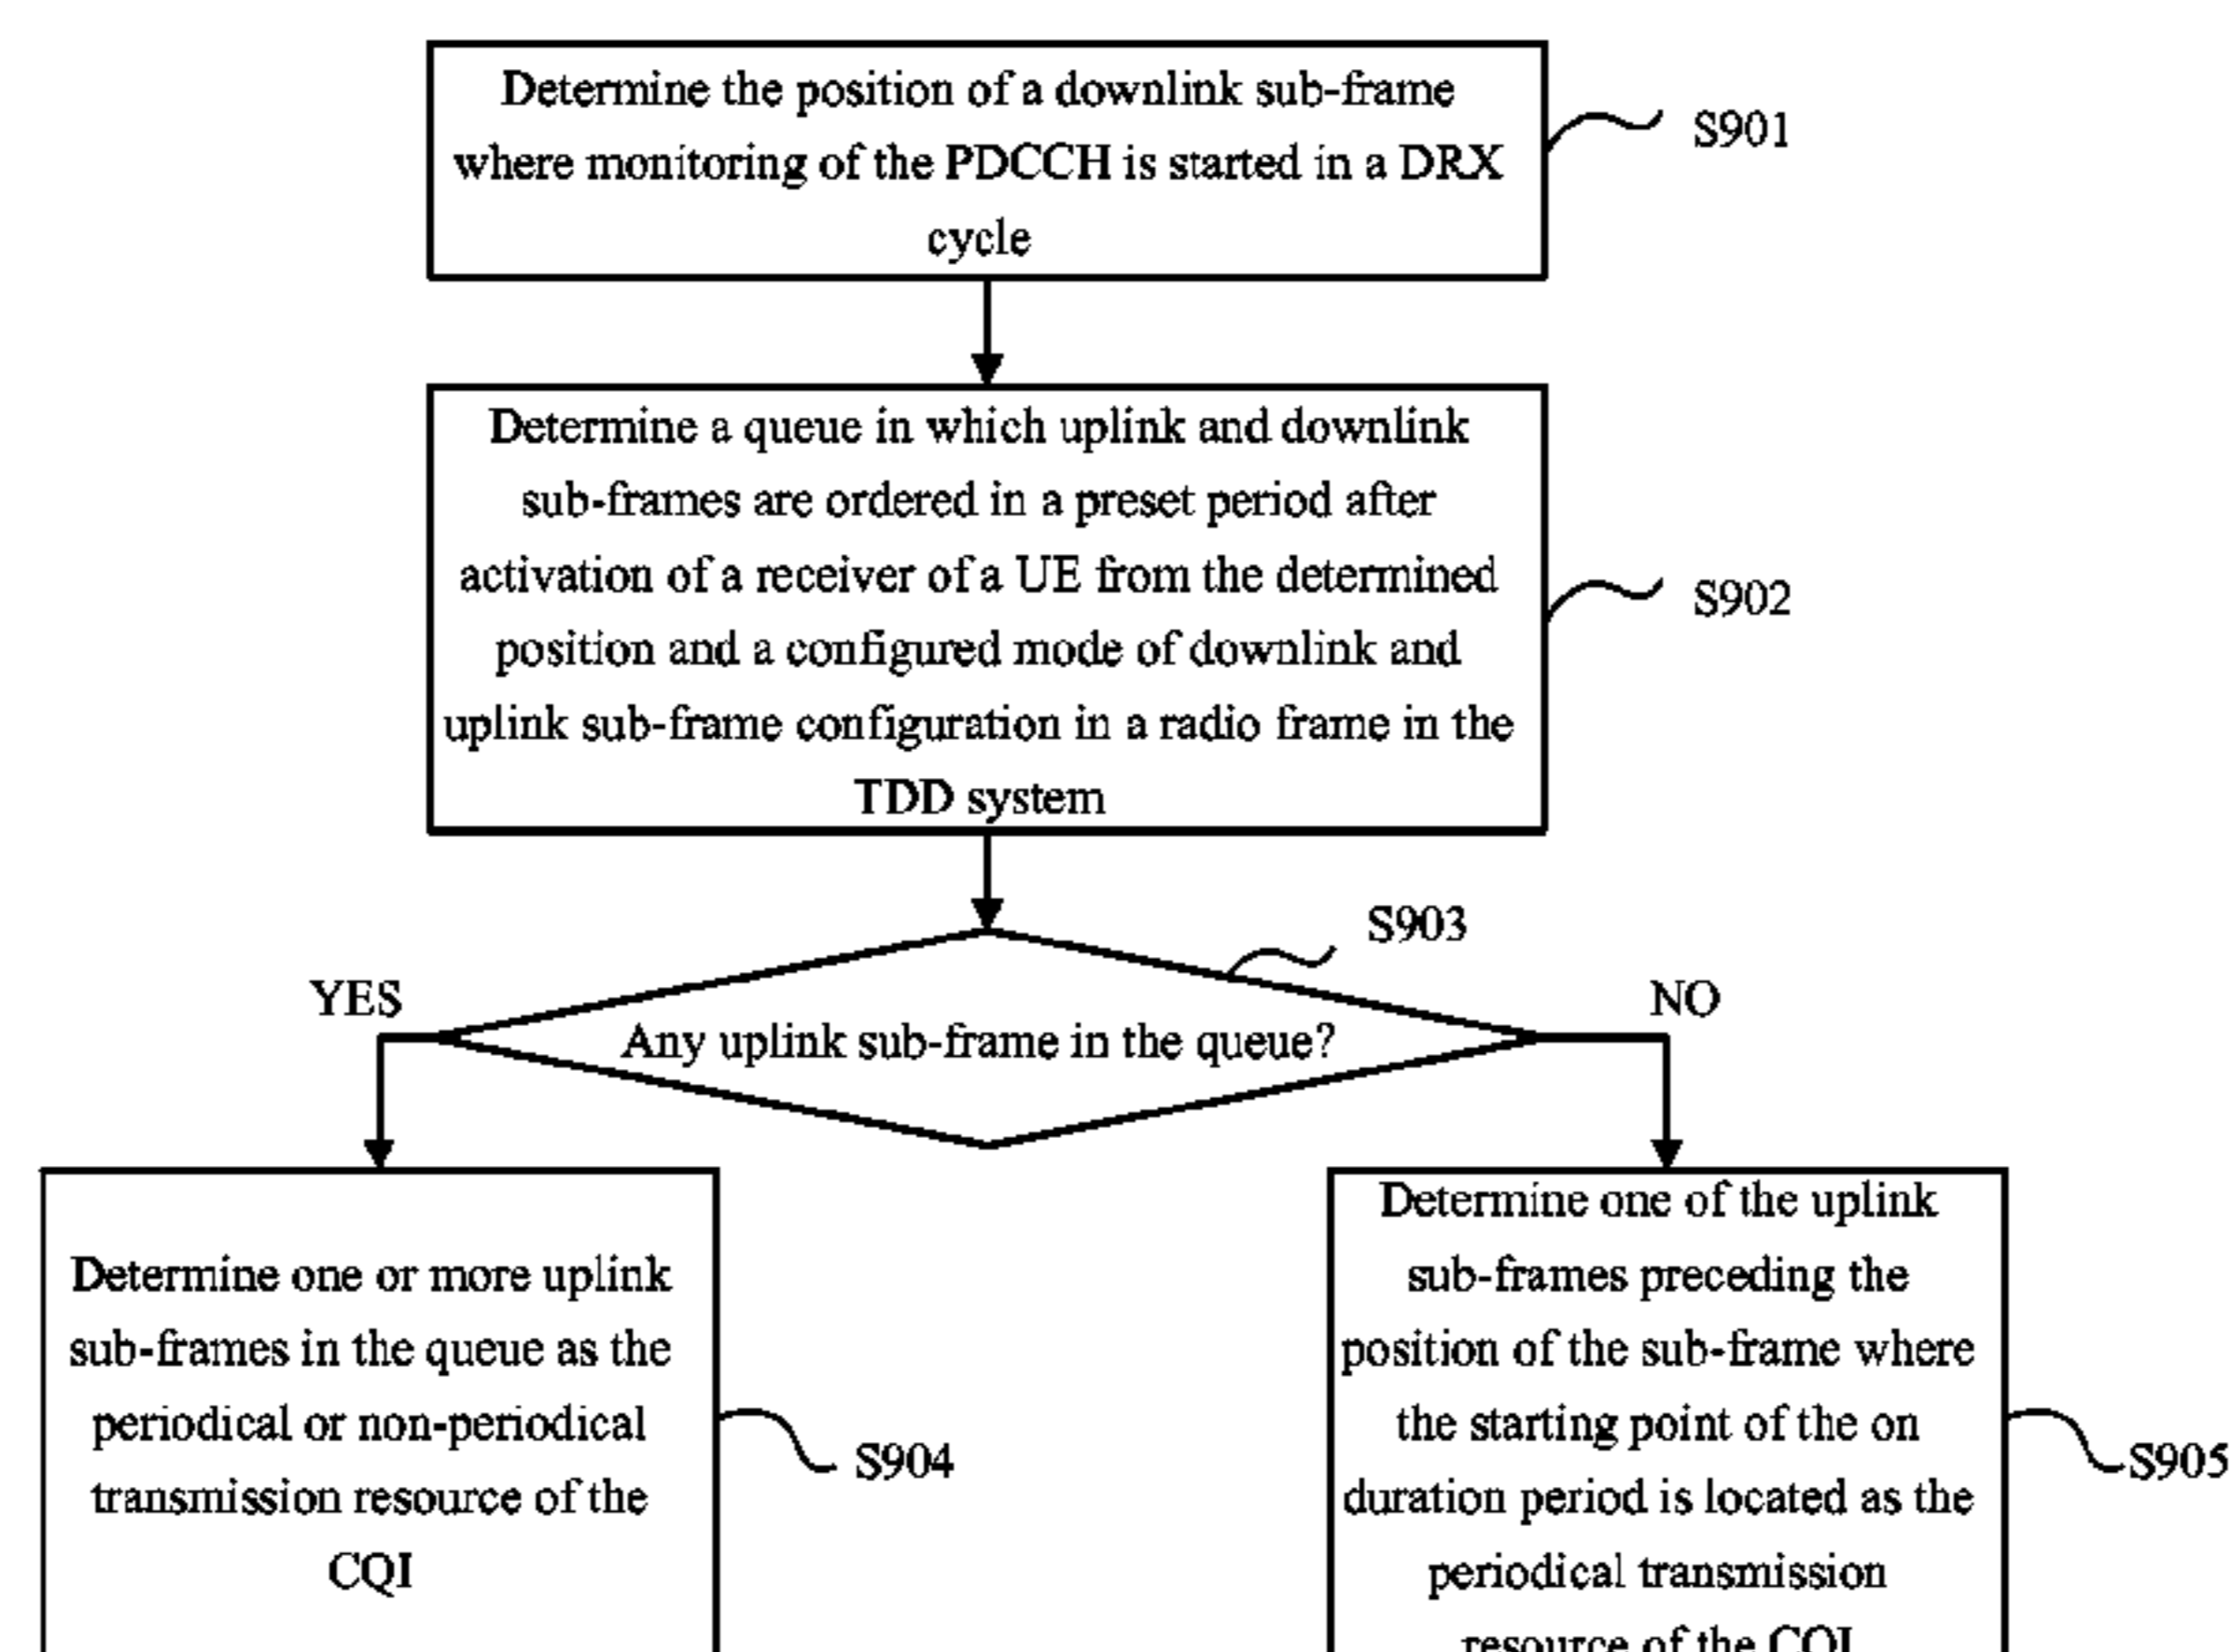 Determine the position of a downlink sub-frame
where monitoring of the PDCCH is started in a DRX
cycle
S901
Determine a queue in which uplink and downlink
sub-frames are ordered in a preset period after
activation of a receiver of a UE from the determined
position and a configured mode of downlink and
uplink sub-frame configuration in a radio frame in the
TDD system
S902
S903
YES
NO
Any uplink sub-frame in the queue?
Determine one or more uplink
sub-frames in the queue as the
periodical or non-periodical
transmission resource of the
CQI
S904
Determine one of the uplink
sub-frames preceding the
position of the sub-frame where
the starting point of the on
duration period is located as the
periodical transmission
resource of the CQI
S905